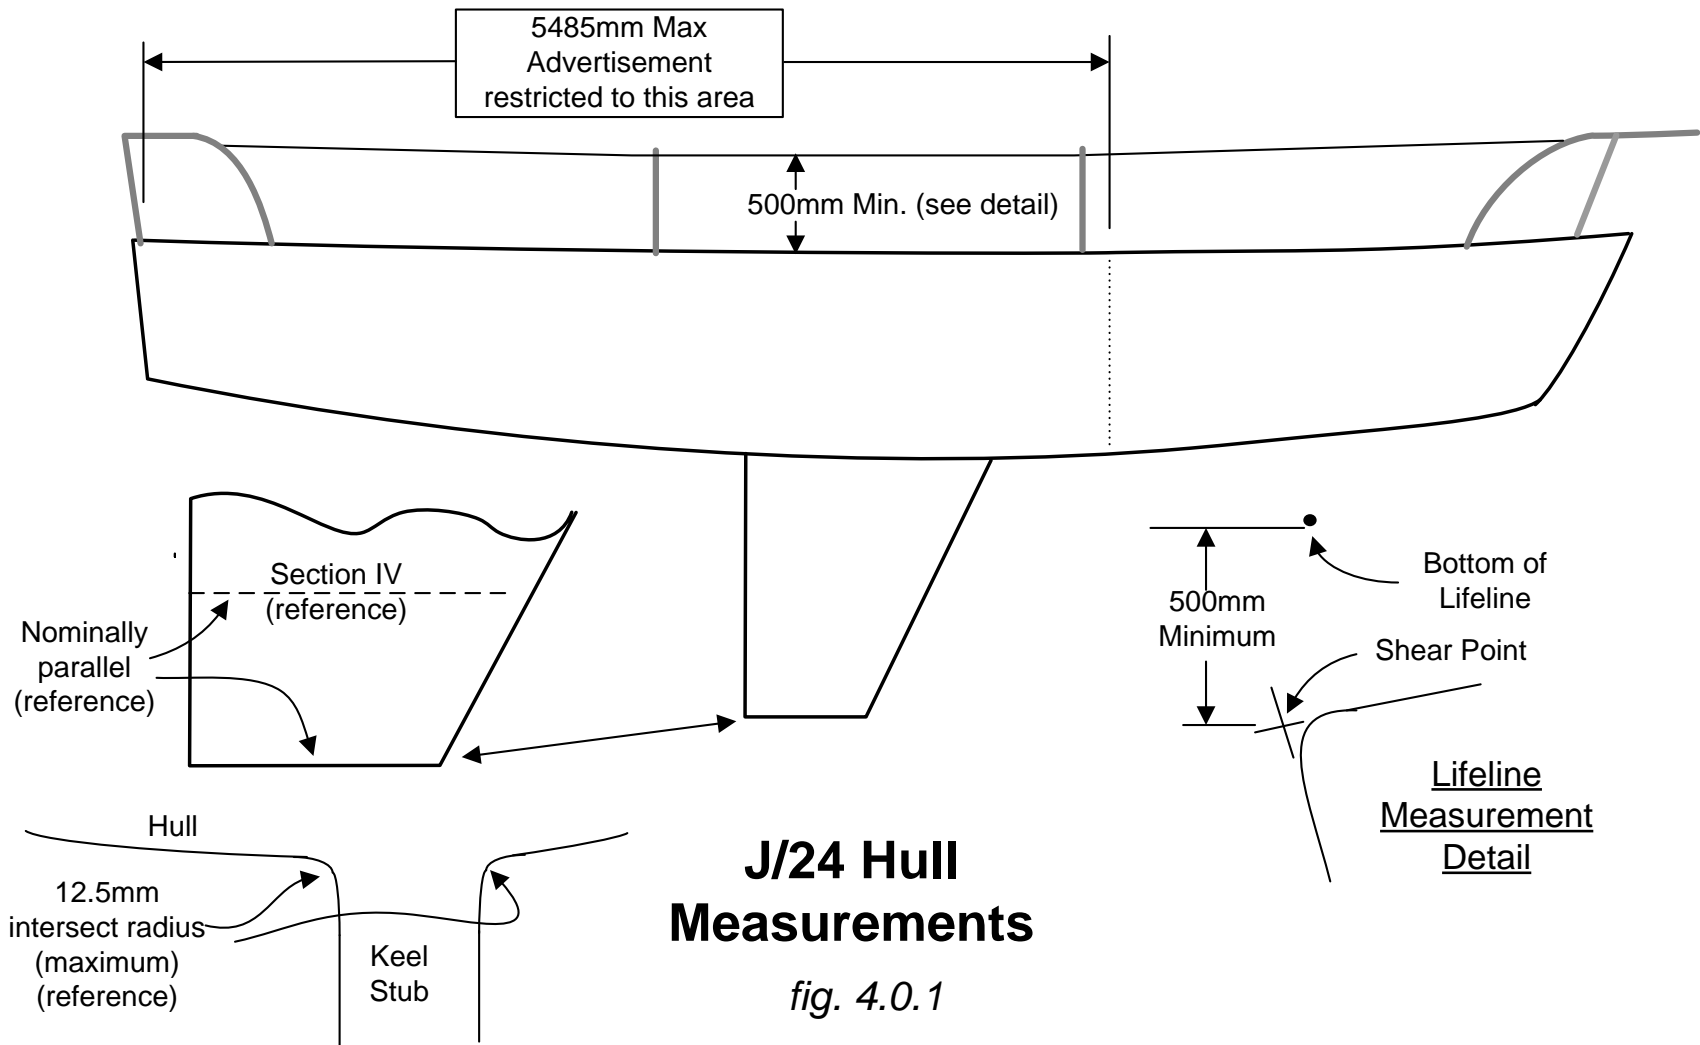 5485mm Max
Advertisement
restricted to this area
500mm Min. (see detail)
Section IV
(reference)
Nominally
parallel
(reference)
Bottom of
Lifeline
500mm
Minimum
Shear Point
Lifeline
Measurement
Detail
Hull
12.5mm
intersect radius
(maximum)
(reference)
Keel
Stub
J/24 Hull
Measurements
fig. 4.0.1